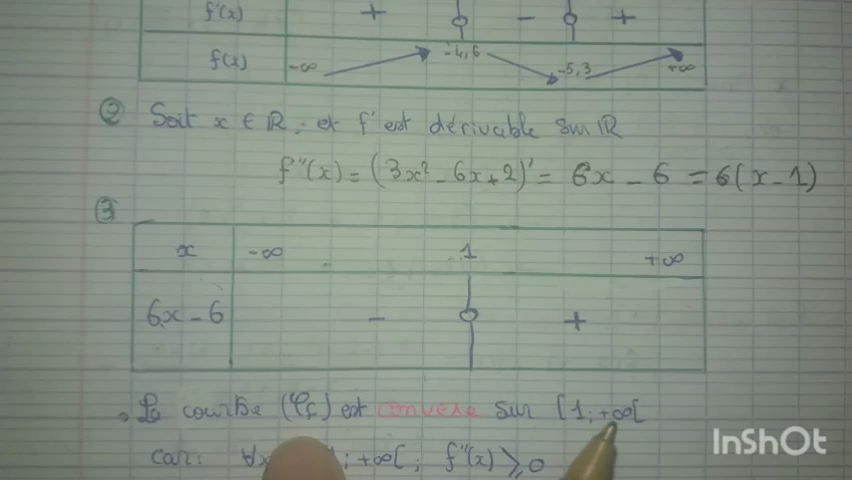 f'(x) + - +
f(x) -∞ -4,6 -5,3 +∞
② Soit x ∈ ℝ ; et f' est dérivable sur ℝ
f''(x) = (3x² - 6x + 2)' = 6x - 6 = 6(x - 1)
③
x -∞ 1 +∞
6x - 6 - +
La courbe (𝒞f) est convexe sur [1 ; +∞[
car : ∀x 1 ; +∞[ ; f''(x) ⩾ 0
InShOt